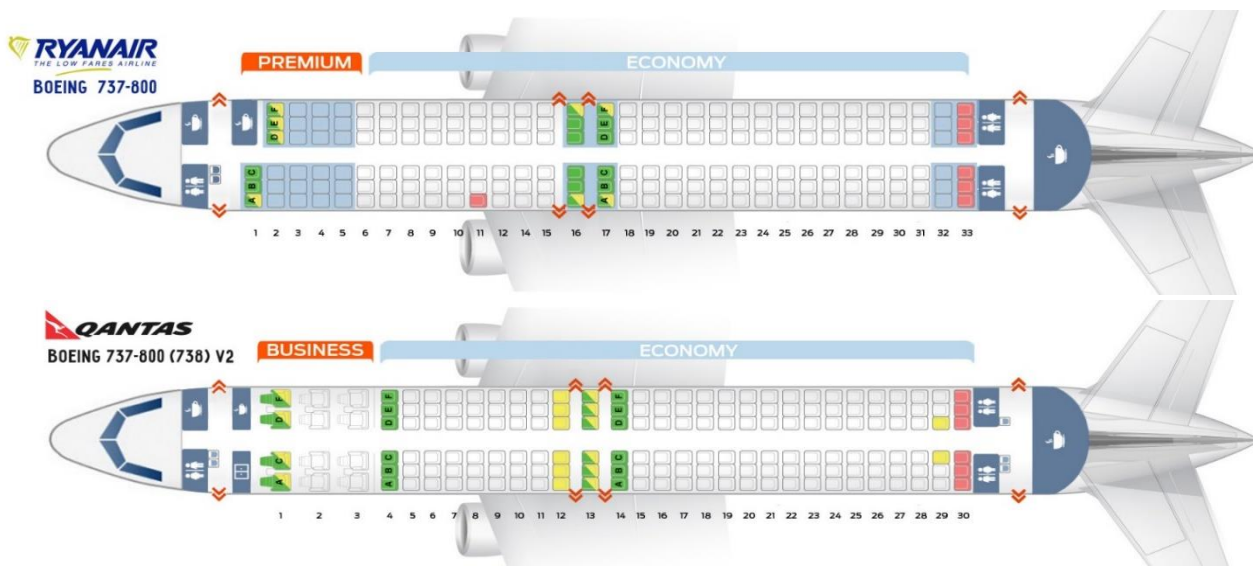 RYANAIR
THE LOW FARES AIRLINE
BOEING 737-800
PREMIUM
ECONOMY
F F
E E
D D
C C
B B
A A
1 2 3 4 5 6 7 8 9 10 11 12 14 15 16 17 18 19 20 21 22 23 24 25 26 27 28 29 30 31 32 33
QANTAS
BOEING 737-800 (738) V2
BUSINESS
ECONOMY
F F F
E E
D D D
C C C
B B
A A A
1 2 3 4 5 6 7 8 9 10 11 12 13 14 15 16 17 18 19 20 21 22 23 24 25 26 27 28 29 30